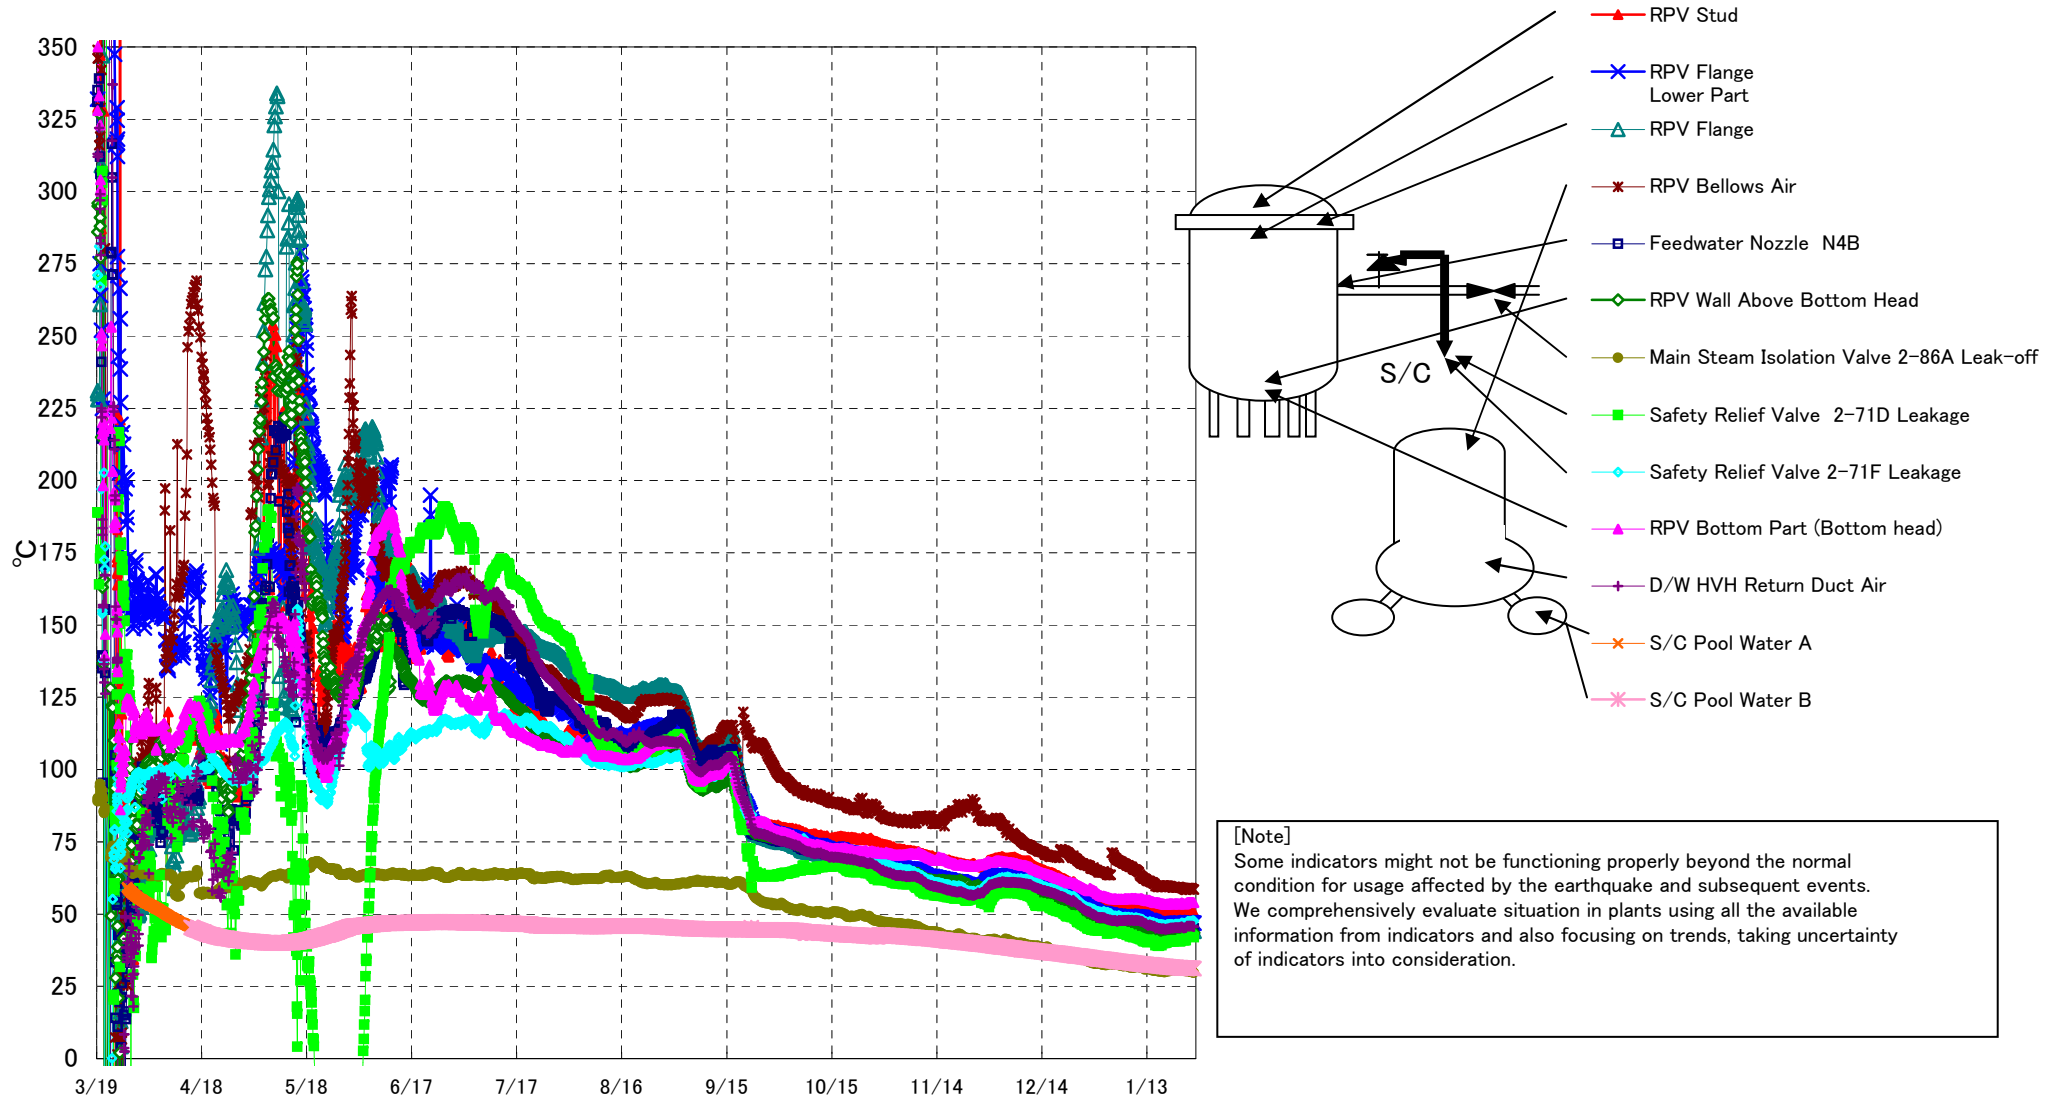 350
325
300
275
250
225
200
175
150
125
100
75
50
25
0
℃
3/19 4/18 5/18 6/17 7/17 8/16 9/15 10/15 11/14 12/14 1/13
RPV Stud
RPV Flange
Lower Part
RPV Flange
RPV Bellows Air
Feedwater Nozzle N4B
RPV Wall Above Bottom Head
Main Steam Isolation Valve 2-86A Leak-off
Safety Relief Valve 2-71D Leakage
Safety Relief Valve 2-71F Leakage
RPV Bottom Part (Bottom head)
D/W HVH Return Duct Air
S/C Pool Water A
S/C Pool Water B
S/C
[Note]
Some indicators might not be functioning properly beyond the normal
condition for usage affected by the earthquake and subsequent events.
We comprehensively evaluate situation in plants using all the available
information from indicators and also focusing on trends, taking uncertainty
of indicators into consideration.